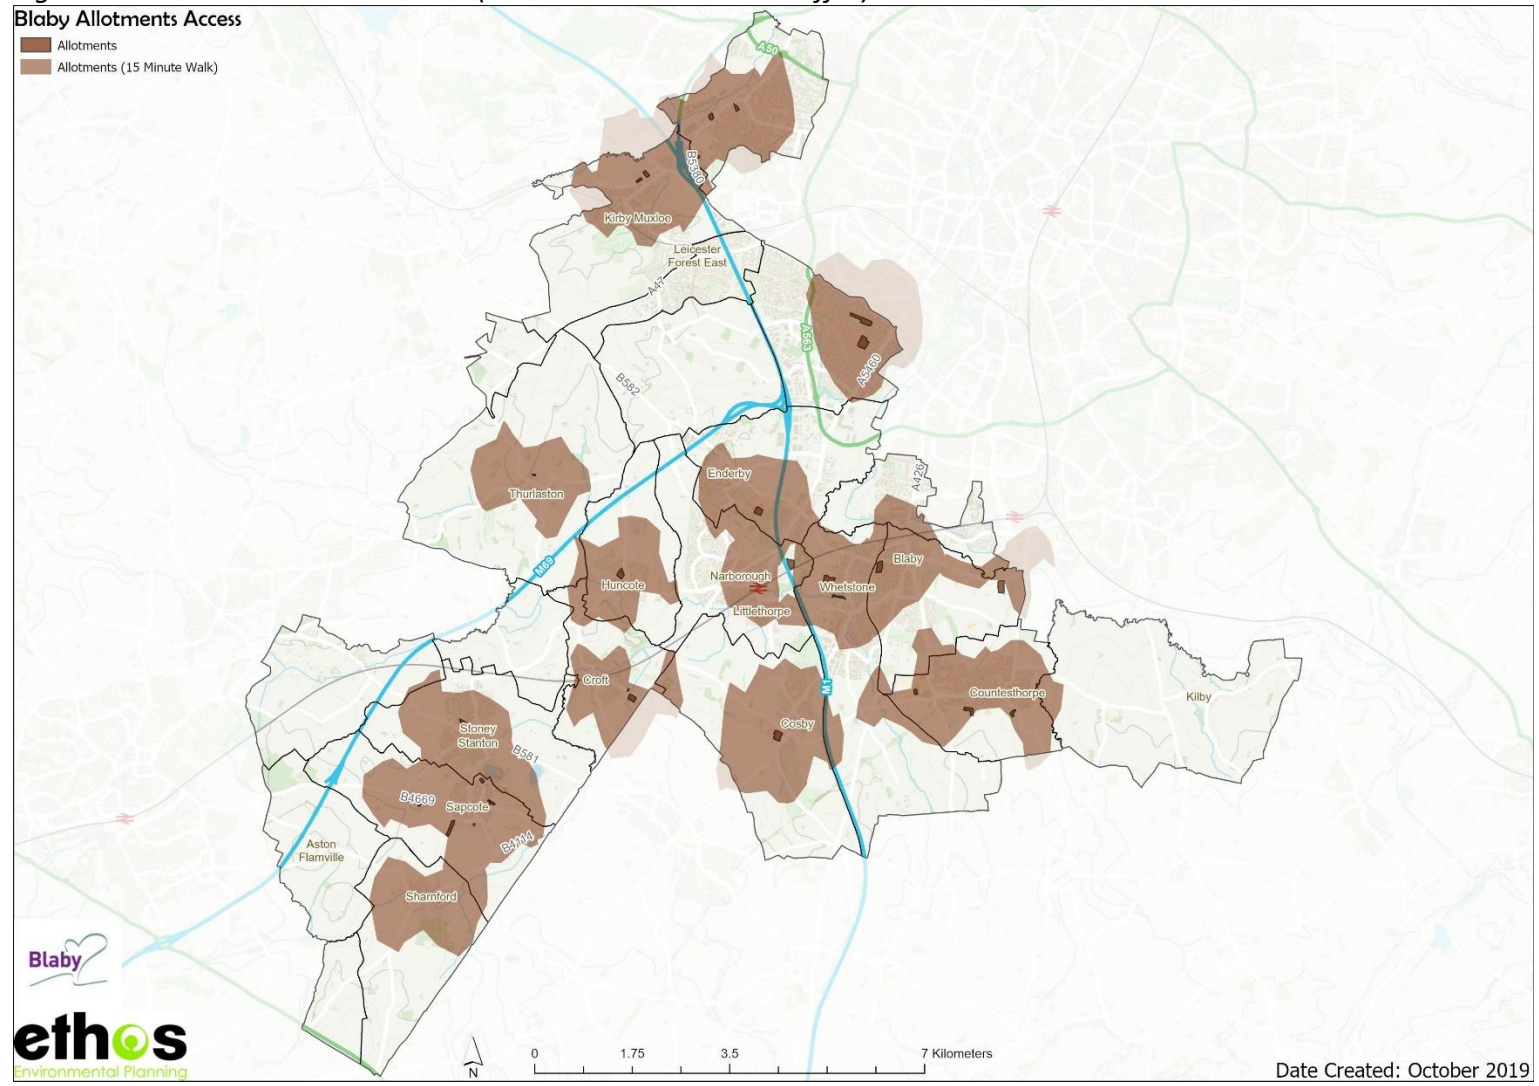 Blaby Allotments Access
Allotments
Allotments (15 Minute Walk)
A50
B5380
Kirby Muxloe
Leicester
Forest East
A47
A563
A5460
B582
Enderby
A426
Thurlaston
M69
Huncote
Narborough
Littlethorpe
Whetstone
Blaby
Croft
M1
Cosby
Countesthorpe
Kilby
Stoney
Stanton
B581
B4669
Sapcote
B4114
Aston
Flamville
Sharnford
Blaby
ethos
Environmental Planning
N
0 1.75 3.5 7 Kilometers
Date Created: October 2019